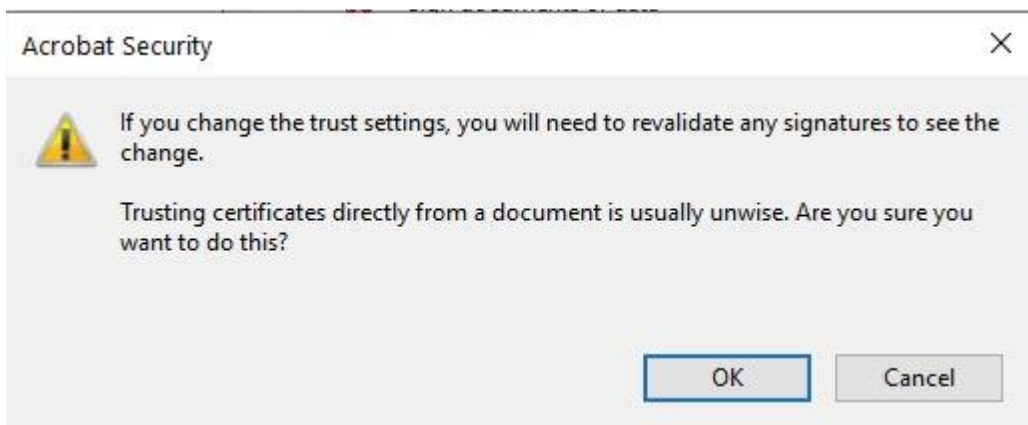 Acrobat Security
If you change the trust settings, you will need to revalidate any signatures to see the
change.
Trusting certificates directly from a document is usually unwise. Are you sure you
want to do this?
OK
Cancel